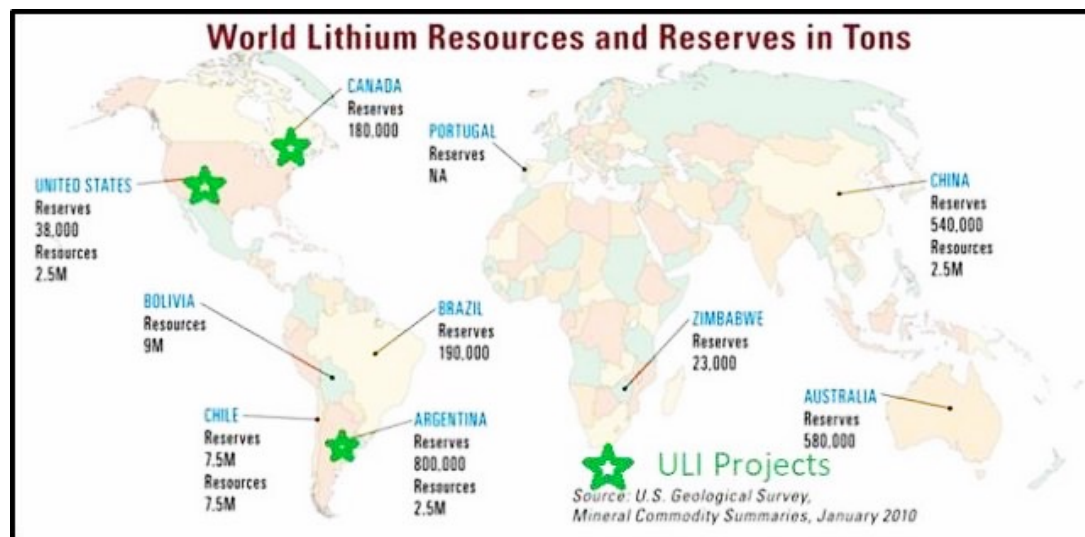 World Lithium Resources and Reserves in Tons
CANADA
Reserves
180,000
PORTUGAL
Reserves
NA
UNITED STATES
Reserves
38,000
Resources
2.5M
CHINA
Reserves
540,000
Resources
2.5M
BOLIVIA
Resources
9M
BRAZIL
Reserves
190,000
ZIMBABWE
Reserves
23,000
CHILE
Reserves
7.5M
Resources
7.5M
ARGENTINA
Reserves
800,000
Resources
2.5M
AUSTRALIA
Reserves
580,000
ULI Projects
Source: U.S. Geological Survey,
Mineral Commodity Summaries, January 2010